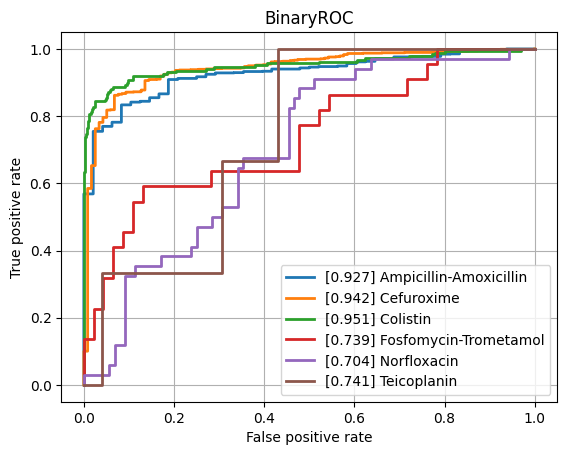 BinaryROC
True positive rate
1.0
0.8
0.6
0.4
0.2
0.0
[0.927] Ampicillin-Amoxicillin
[0.942] Cefuroxime
[0.951] Colistin
[0.739] Fosfomycin-Trometamol
[0.704] Norfloxacin
[0.741] Teicoplanin
0.0 0.2 0.4 0.6 0.8 1.0
False positive rate